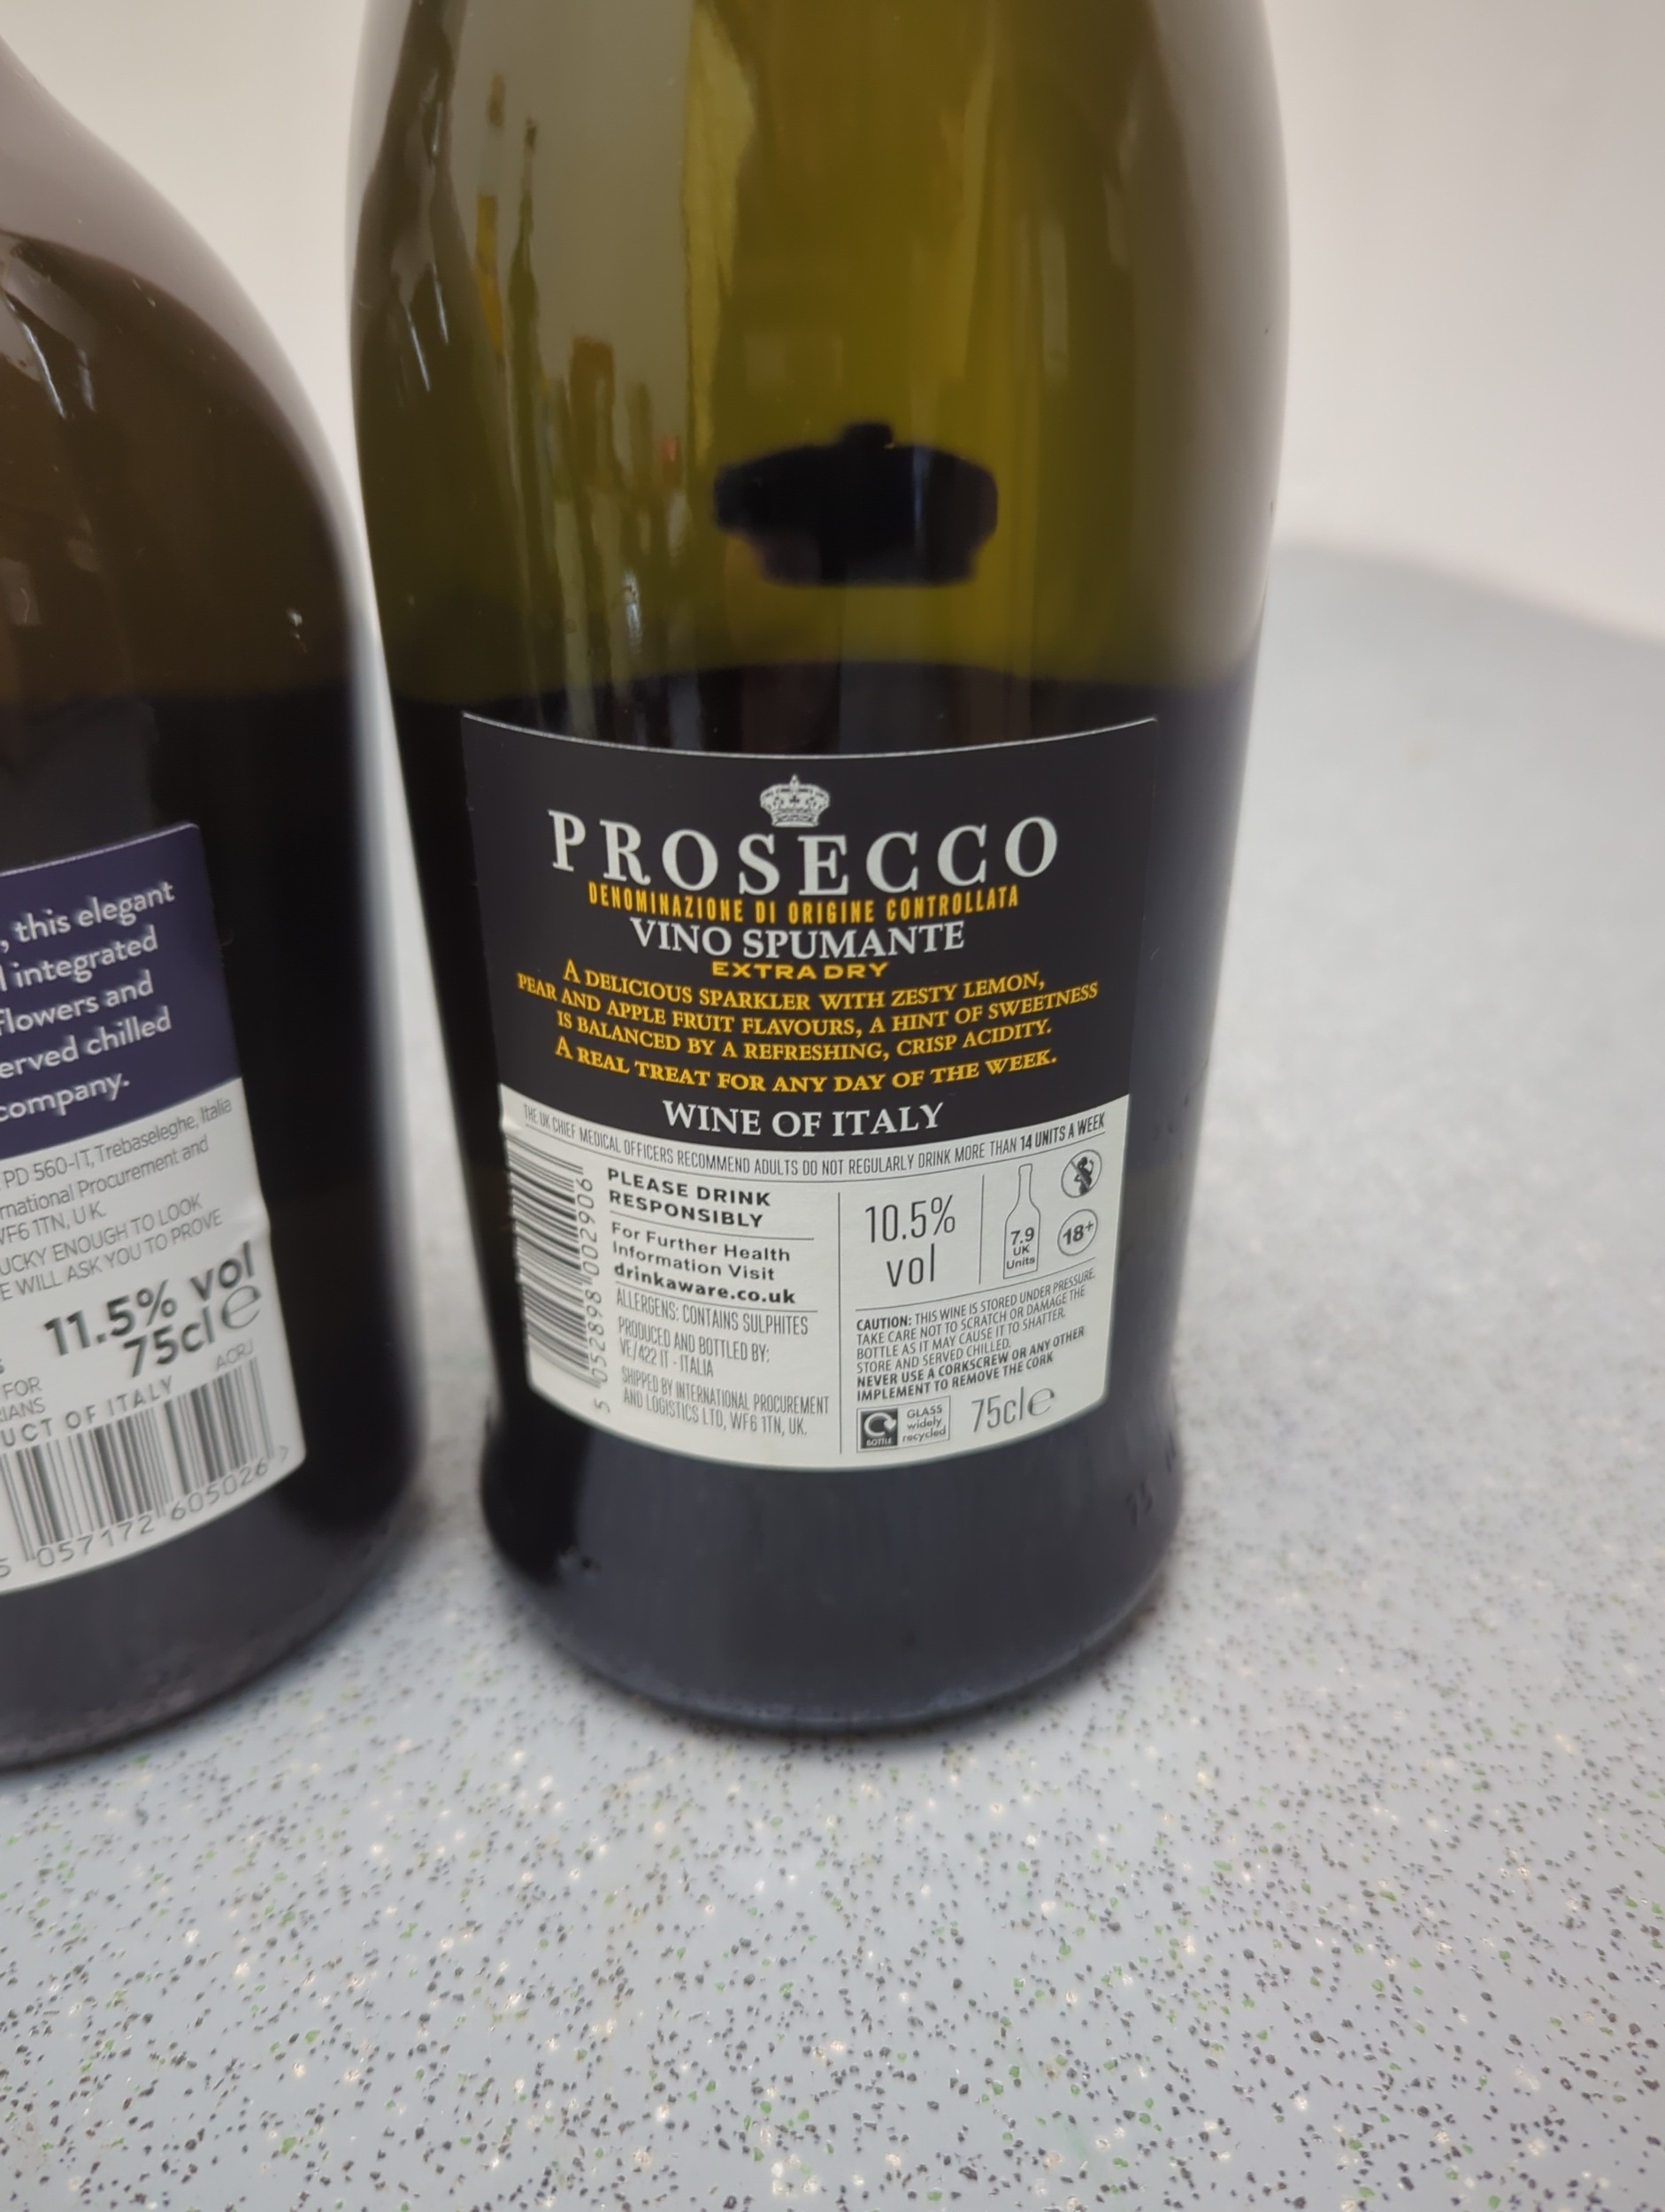 , this elegant
integrated
flowers and
erved chilled
company.
PD 560-IT, Trebaseleghe, Italia
rnational Procurement and
WF6 1TN, U.K.
UCKY ENOUGH TO LOOK
E WILL ASK YOU TO PROVE
11.5% vol
75cl e
ACRJ
FOR
IANS
UCT OF ITALY
5 057172 605026 >
PROSECCO
DENOMINAZIONE DI ORIGINE CONTROLLATA
VINO SPUMANTE
EXTRA DRY
A DELICIOUS SPARKLER WITH ZESTY LEMON,
PEAR AND APPLE FRUIT FLAVOURS, A HINT OF SWEETNESS
IS BALANCED BY A REFRESHING, CRISP ACIDITY.
A REAL TREAT FOR ANY DAY OF THE WEEK.
WINE OF ITALY
THE UK CHIEF MEDICAL OFFICERS RECOMMEND ADULTS DO NOT REGULARLY DRINK MORE THAN 14 UNITS A WEEK
5 052898 002906
PLEASE DRINK
RESPONSIBLY
For Further Health
Information Visit
drinkaware.co.uk
ALLERGENS: CONTAINS SULPHITES
PRODUCED AND BOTTLED BY:
VE/422 IT - ITALIA
SHIPPED BY INTERNATIONAL PROCUREMENT
AND LOGISTICS LTD, WF6 1TN, UK.
10.5%
vol
7.9
UK
Units
18+
CAUTION: THIS WINE IS STORED UNDER PRESSURE.
TAKE CARE NOT TO SCRATCH OR DAMAGE THE
BOTTLE AS IT MAY CAUSE IT TO SHATTER.
STORE AND SERVED CHILLED.
NEVER USE A CORKSCREW OR ANY OTHER
IMPLEMENT TO REMOVE THE CORK
BOTTLE
GLASS
widely
recycled
75cl e